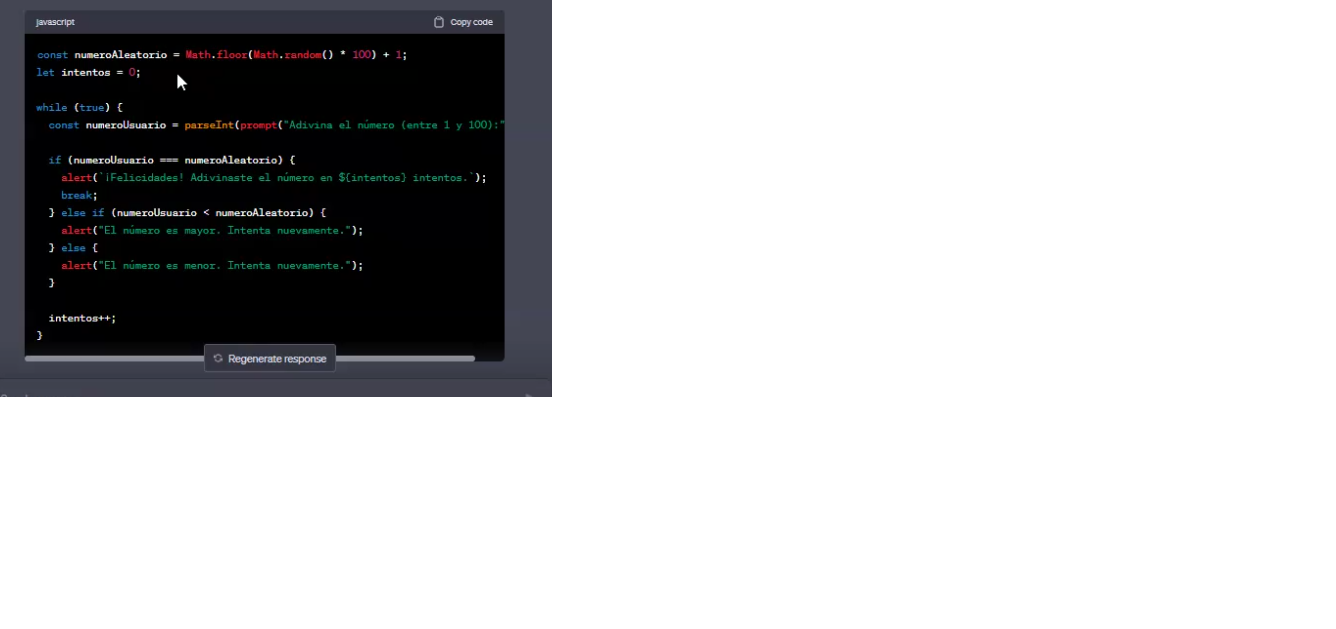 javascript Copy code
const numeroAleatorio = Math.floor(Math.random() * 100) + 1;
let intentos = 0;
while (true) {
const numeroUsuario = parseInt(prompt("Adivina el número (entre 1 y 100):"
if (numeroUsuario === numeroAleatorio) {
alert(`¡Felicidades! Adivinaste el número en ${intentos} intentos.`);
break;
} else if (numeroUsuario < numeroAleatorio) {
alert("El número es mayor. Intenta nuevamente.");
} else {
alert("El número es menor. Intenta nuevamente.");
}
intentos++;
}
Regenerate response